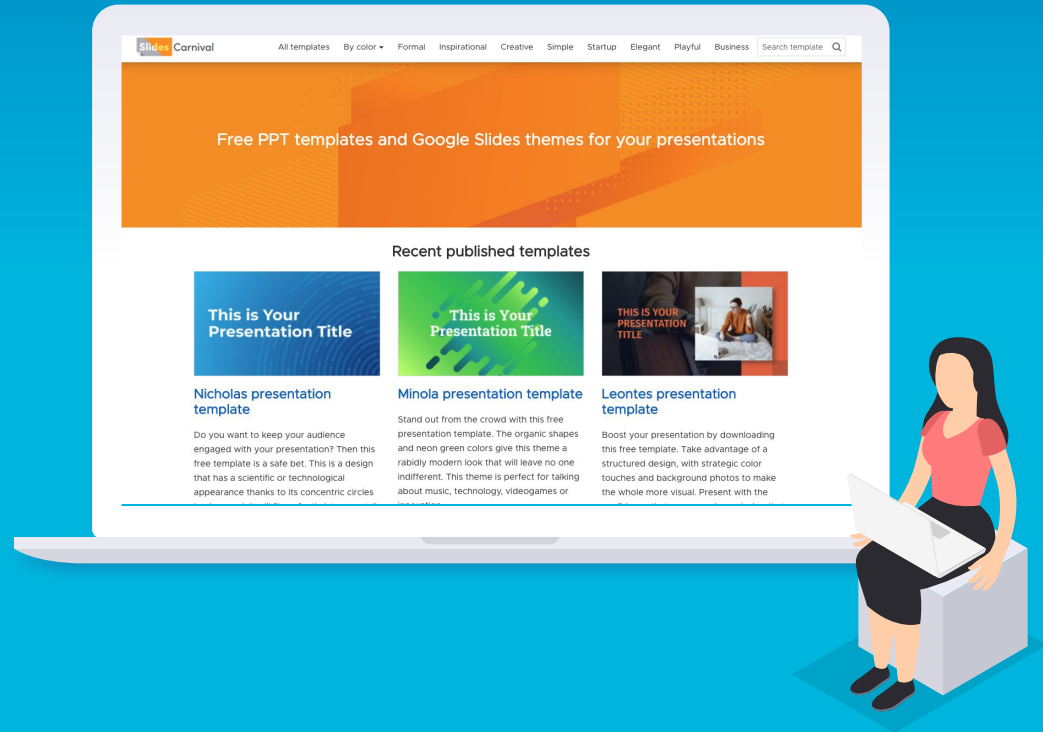 Slides Carnival
All templates By color Formal Inspirational Creative Simple Startup Elegant Playful Business Search template
Free PPT templates and Google Slides themes for your presentations
Recent published templates
This is Your
Presentation Title
Nicholas presentation
template
Do you want to keep your audience
engaged with your presentation? Then this
free template is a safe bet. This is a design
that has a scientific or technological
appearance thanks to its concentric circles
This is Your
Presentation Title
Minola presentation template
Stand out from the crowd with this free
presentation template. The organic shapes
and neon green colors give this theme a
rabidly modern look that will leave no one
indifferent. This theme is perfect for talking
about music, technology, videogames or
THIS IS YOUR
PRESENTATION
TITLE
Leontes presentation
template
Boost your presentation by downloading
this free template. Take advantage of a
structured design, with strategic color
touches and background photos to make
the whole more visual. Present with the